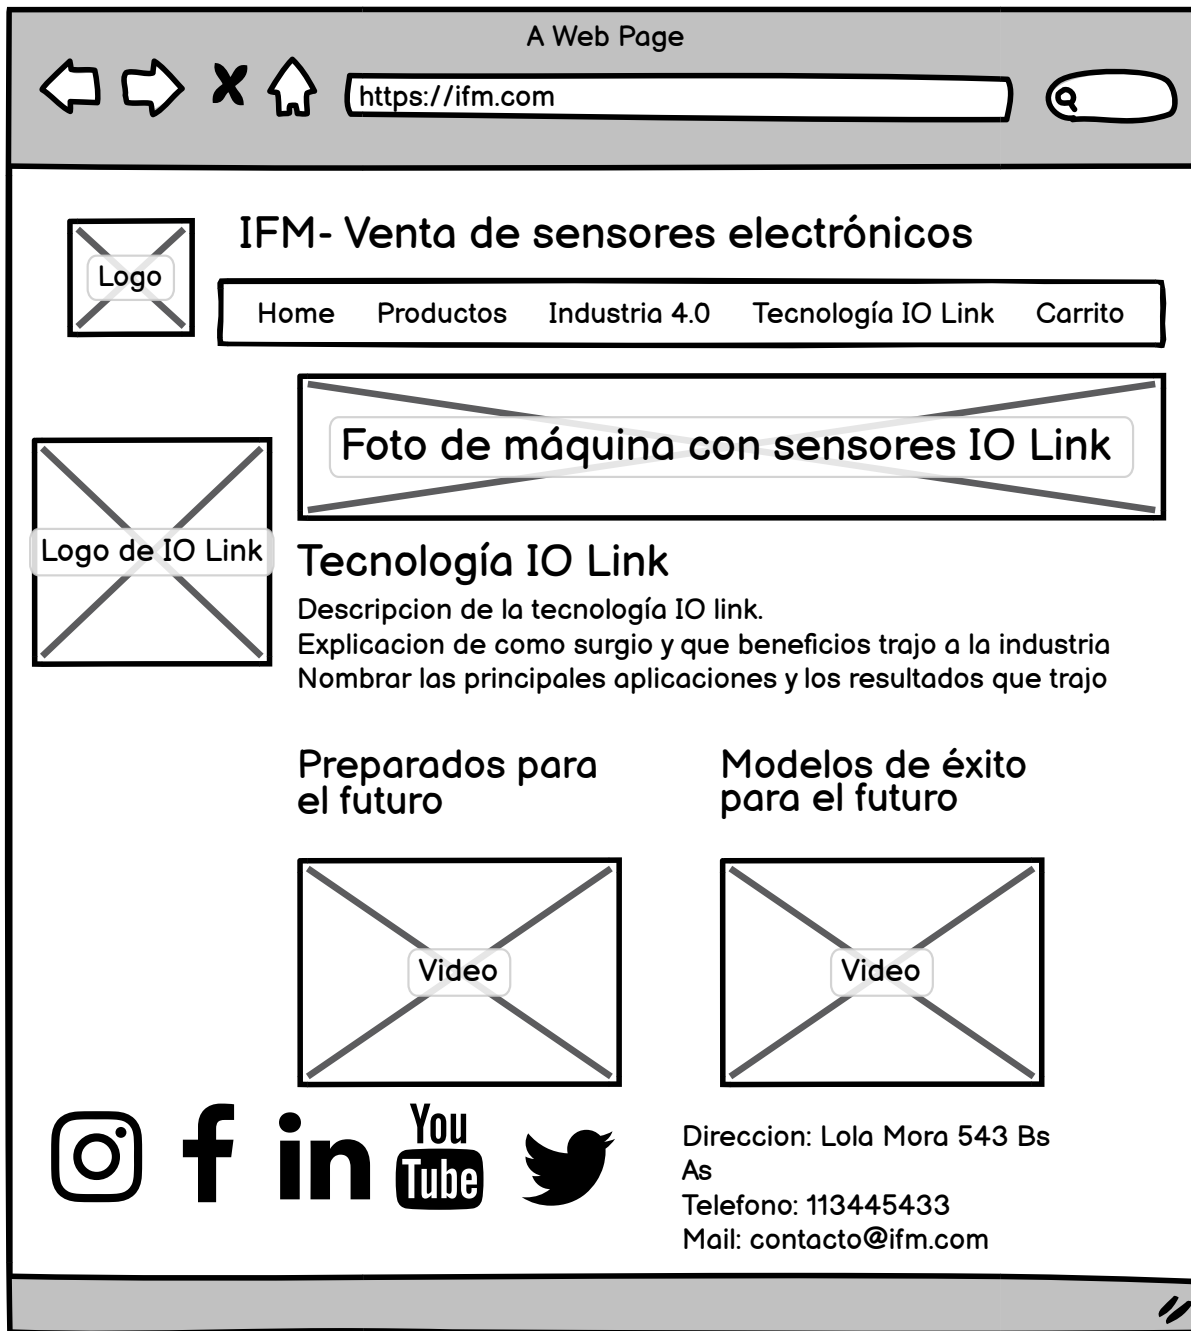 A Web Page
https://ifm.com
IFM- Venta de sensores electrónicos
Logo
Home Productos Industria 4.0 Tecnología IO Link Carrito
Foto de máquina con sensores IO Link
Logo de IO Link
Tecnología IO Link
Descripcion de la tecnología IO link.
Explicacion de como surgio y que beneficios trajo a la industria
Nombrar las principales aplicaciones y los resultados que trajo
Preparados para
el futuro
Modelos de éxito
para el futuro
Video
Video
in
You
Tube
Direccion: Lola Mora 543 Bs
As
Telefono: 113445433
Mail: contacto@ifm.com